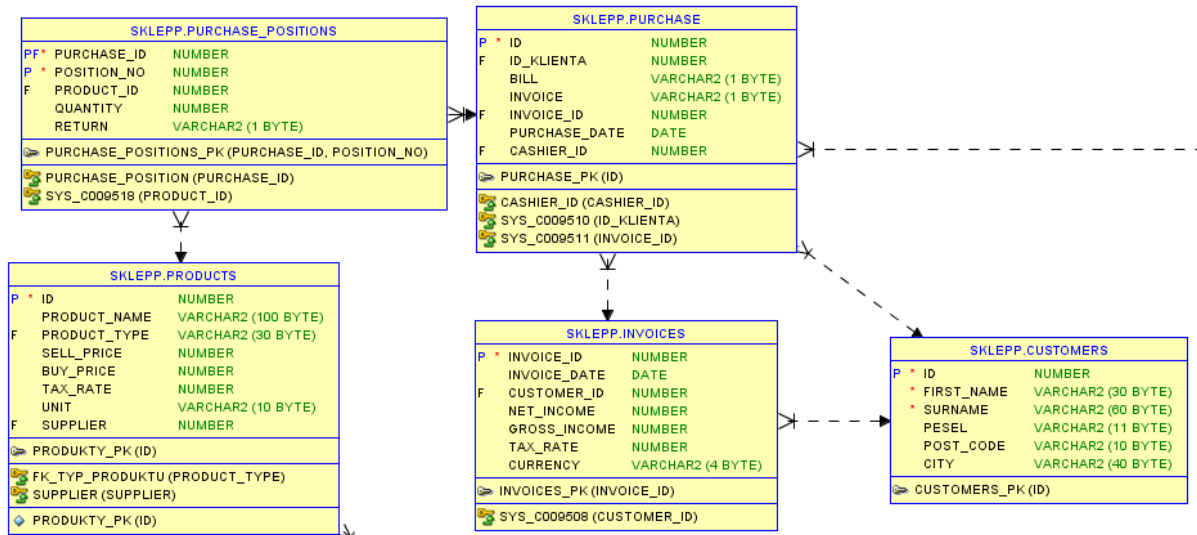 SKLEPP.PURCHASE_POSITIONS
PF* PURCHASE_ID NUMBER
P * POSITION_NO NUMBER
F PRODUCT_ID NUMBER
QUANTITY NUMBER
RETURN VARCHAR2 (1 BYTE)
PURCHASE_POSITIONS_PK (PURCHASE_ID, POSITION_NO)
PURCHASE_POSITION (PURCHASE_ID)
SYS_C009518 (PRODUCT_ID)
SKLEPP.PURCHASE
P * ID NUMBER
F ID_KLIENTA NUMBER
BILL VARCHAR2 (1 BYTE)
INVOICE VARCHAR2 (1 BYTE)
F INVOICE_ID NUMBER
PURCHASE_DATE DATE
F CASHIER_ID NUMBER
PURCHASE_PK (ID)
CASHIER_ID (CASHIER_ID)
SYS_C009510 (ID_KLIENTA)
SYS_C009511 (INVOICE_ID)
SKLEPP.PRODUCTS
P * ID NUMBER
PRODUCT_NAME VARCHAR2 (100 BYTE)
F PRODUCT_TYPE VARCHAR2 (30 BYTE)
SELL_PRICE NUMBER
BUY_PRICE NUMBER
TAX_RATE NUMBER
UNIT VARCHAR2 (10 BYTE)
F SUPPLIER NUMBER
PRODUKTY_PK (ID)
FK_TYP_PRODUKTU (PRODUCT_TYPE)
SUPPLIER (SUPPLIER)
PRODUKTY_PK (ID)
SKLEPP.INVOICES
P * INVOICE_ID NUMBER
INVOICE_DATE DATE
F CUSTOMER_ID NUMBER
NET_INCOME NUMBER
GROSS_INCOME NUMBER
TAX_RATE NUMBER
CURRENCY VARCHAR2 (4 BYTE)
INVOICES_PK (INVOICE_ID)
SYS_C009508 (CUSTOMER_ID)
SKLEPP.CUSTOMERS
P * ID NUMBER
* FIRST_NAME VARCHAR2 (30 BYTE)
* SURNAME VARCHAR2 (60 BYTE)
PESEL VARCHAR2 (11 BYTE)
POST_CODE VARCHAR2 (10 BYTE)
CITY VARCHAR2 (40 BYTE)
CUSTOMERS_PK (ID)